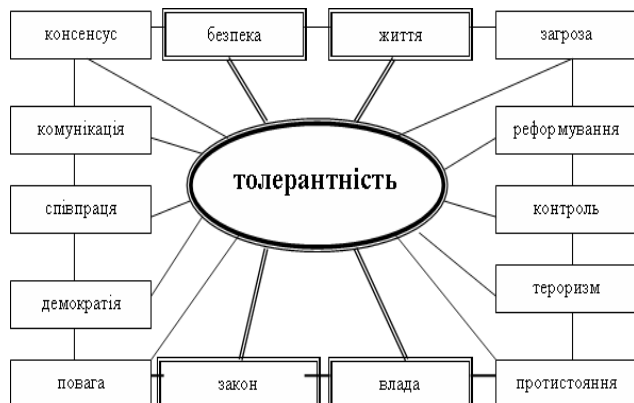 консенсус
безпека
життя
загроза
комунікація
реформування
толерантність
співпраця
контроль
демократія
тероризм
повага
закон
влада
протистояння